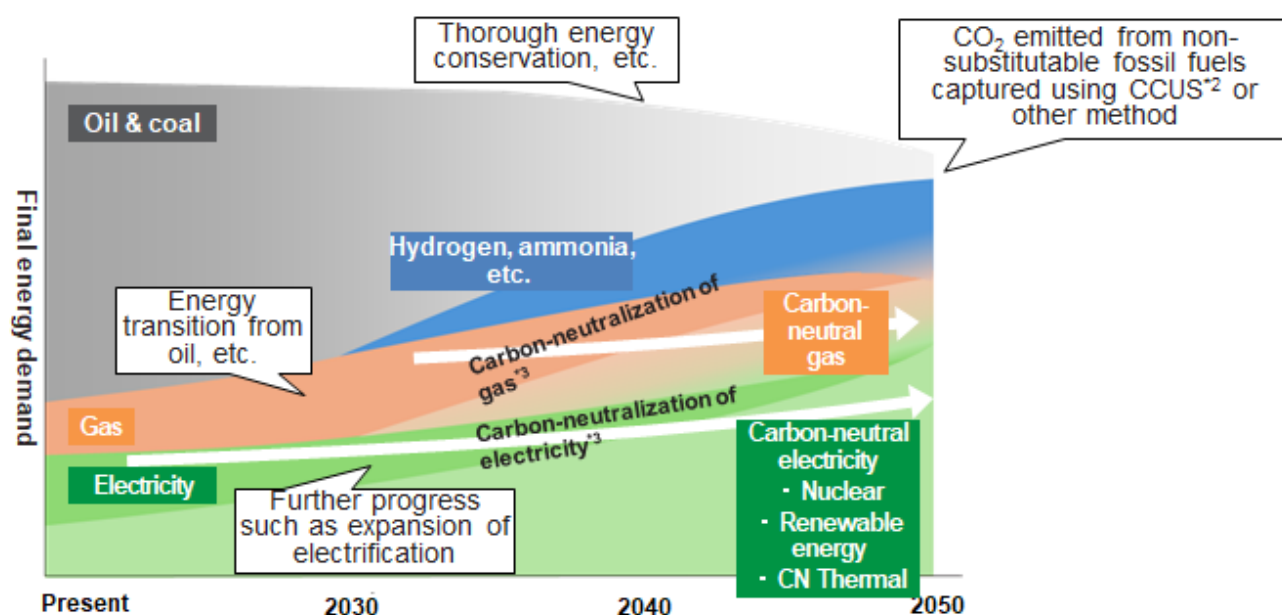 Thorough energy
conservation, etc.
CO₂ emitted from non-
substitutable fossil fuels
captured using CCUS*2 or
other method
Oil & coal
Final energy demand
Hydrogen, ammonia,
etc.
Energy
transition from
oil, etc.
Carbon-neutralization of
gas*3
Carbon-
neutral
gas
Gas
Carbon-neutralization of
electricity*3
Electricity
Further progress
such as expansion of
electrification
Carbon-neutral
electricity
・ Nuclear
・ Renewable
energy
・ CN Thermal
Present
2030
2040
2050